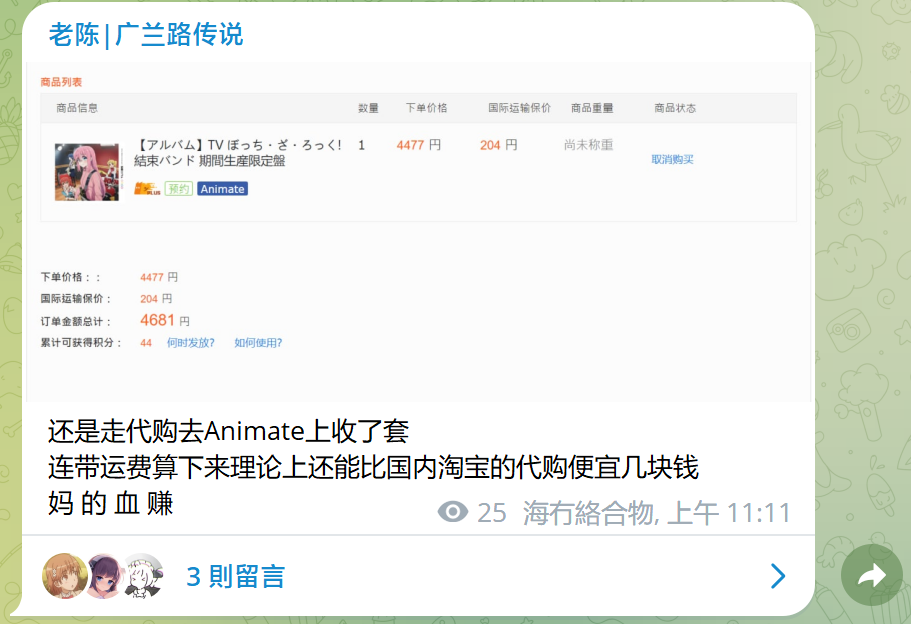 老陈|广兰路传说
商品列表
商品信息 数量 下单价格 国际运输保价 商品重量 商品状态
【アルバム】TV ぼっち・ざ・ろっく! 1 4477 円 204 円 尚未称重
結束バンド 期間生産限定盤
取消购买
预约 Animate
下单价格：： 4477 円
国际运输保价： 204 円
订单金额总计： 4681 円
累计可获得积分： 44 何时发放? 如何使用?
还是走代购去Animate上收了套
连带运费算下来理论上还能比国内淘宝的代购便宜几块钱
妈 的 血 赚
25 海冇絡合物, 上午 11:11
3 則留言